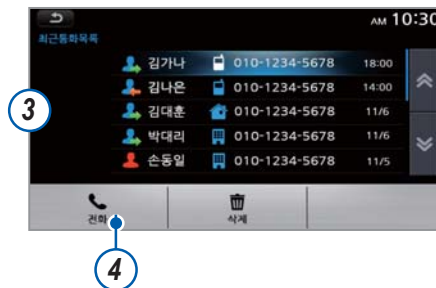 AM 10:30
최근통화목록
김가나 010-1234-5678 18:00
김나은 010-1234-5678 14:00
김대훈 010-1234-5678 11/6
박대리 010-1234-5678 11/6
손동일 010-1234-5678 11/5
3
전화 삭제
4